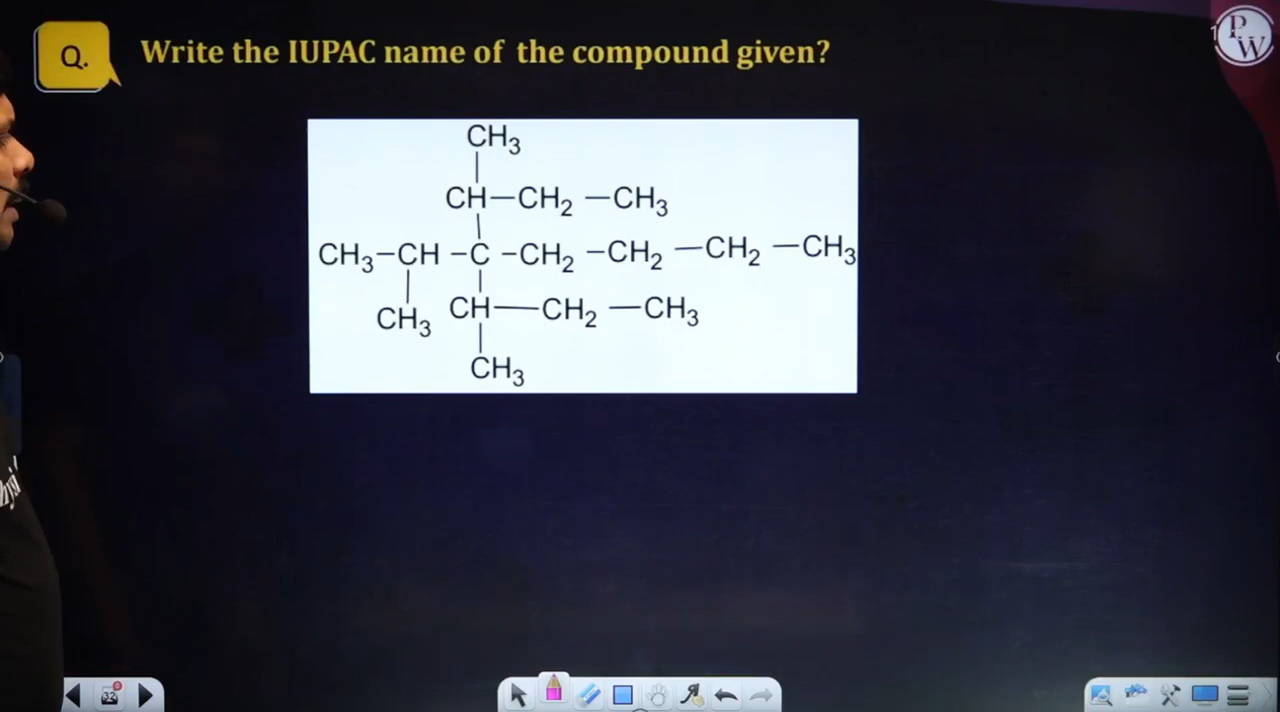 Q. Write the IUPAC name of the compound given?
PW
CH₃
CH–CH₂–CH₃
CH₃–CH–C–CH₂–CH₂–CH₂–CH₃
CH₃ CH–CH₂–CH₃
CH₃
32